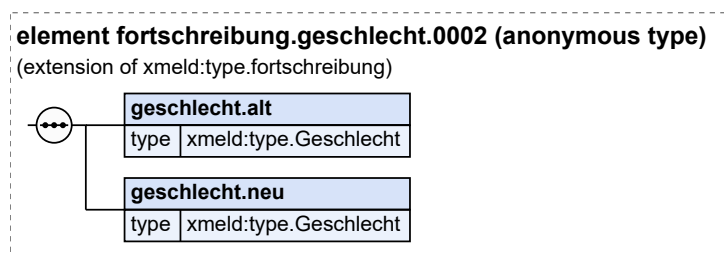 element fortschreibung.geschlecht.0002 (anonymous type)
(extension of xmeld:type.fortschreibung)
geschlecht.alt
type xmeld:type.Geschlecht
geschlecht.neu
type xmeld:type.Geschlecht